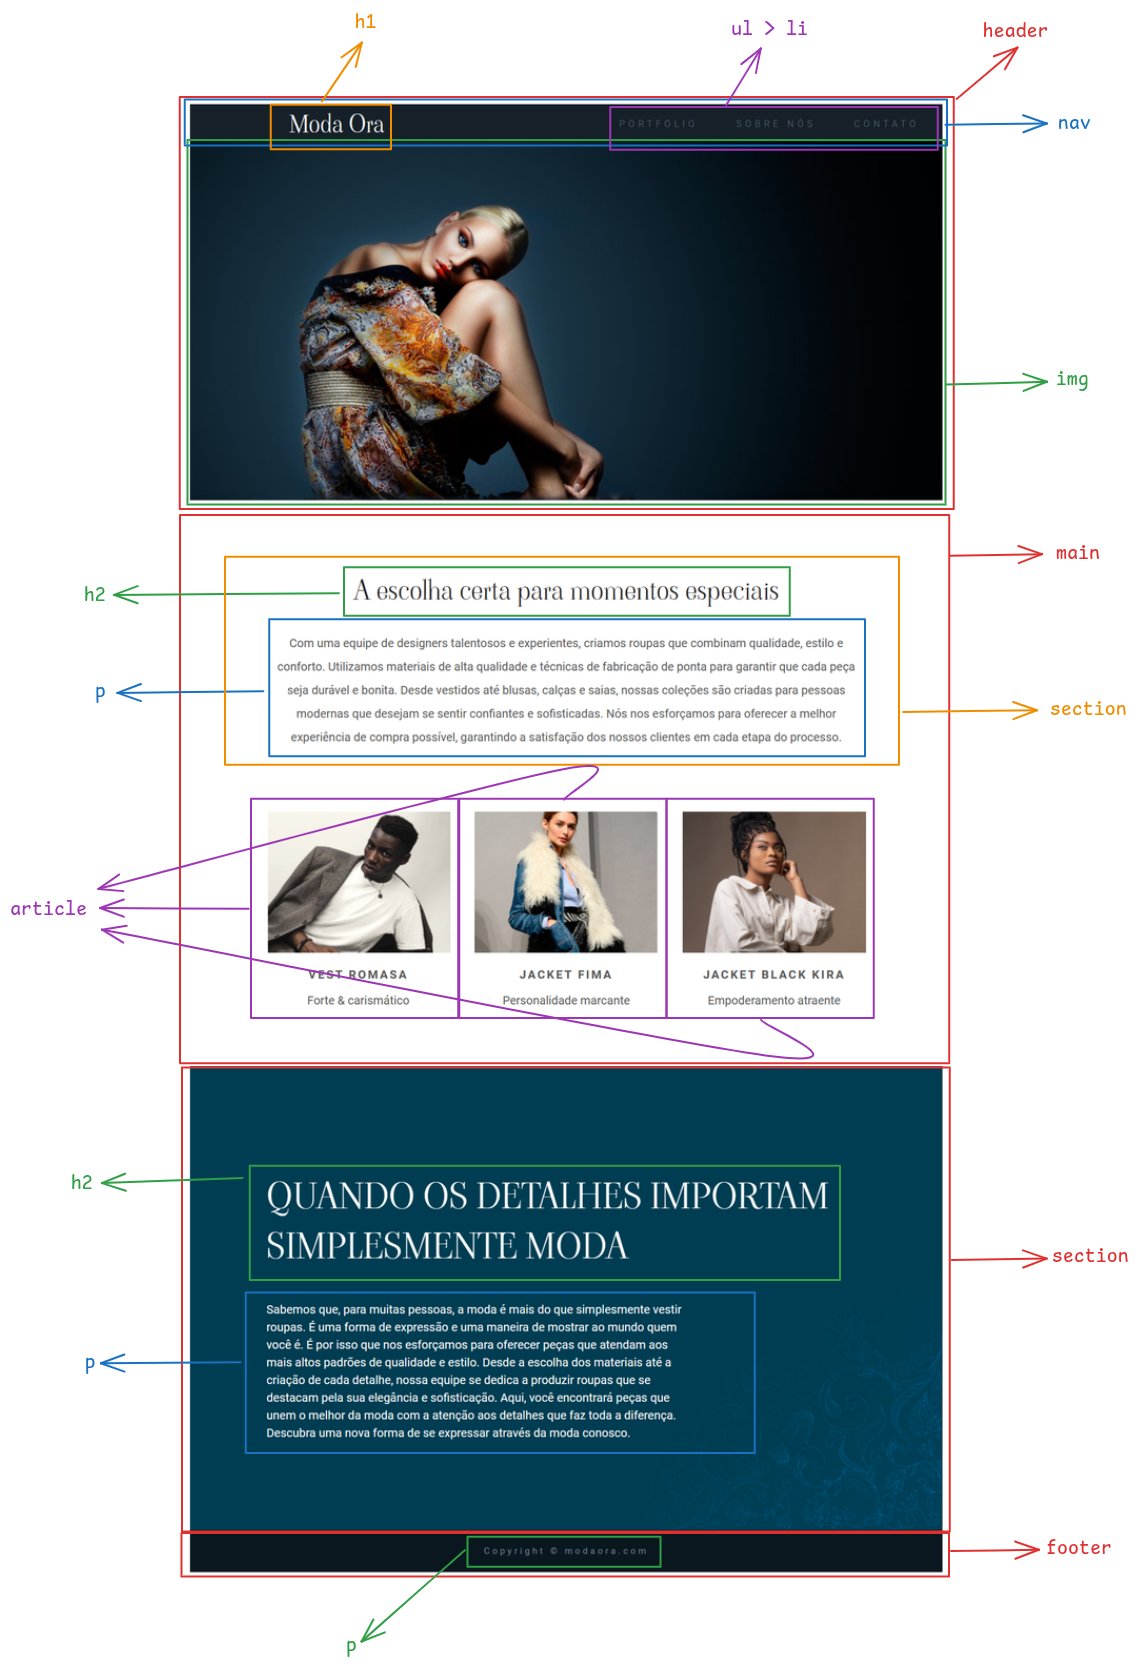 h1
ul > li
header
Moda Ora
PORTFOLIO SOBRE NÓS CONTATO
nav
img
main
h2
A escolha certa para momentos especiais
p
Com uma equipe de designers talentosos e experientes, criamos roupas que combinam qualidade, estilo e
conforto. Utilizamos materiais de alta qualidade e técnicas de fabricação de ponta para garantir que cada peça
seja durável e bonita. Desde vestidos até blusas, calças e saias, nossas coleções são criadas para pessoas
modernas que desejam se sentir confiantes e sofisticadas. Nós nos esforçamos para oferecer a melhor
experiência de compra possível, garantindo a satisfação dos nossos clientes em cada etapa do processo.
section
article
VEST ROMASA
Forte & carismático
JACKET FIMA
Personalidade marcante
JACKET BLACK KIRA
Empoderamento atraente
h2
QUANDO OS DETALHES IMPORTAM
SIMPLESMENTE MODA
section
p
Sabemos que, para muitas pessoas, a moda é mais do que simplesmente vestir
roupas. É uma forma de expressão e uma maneira de mostrar ao mundo quem
você é. É por isso que nos esforçamos para oferecer peças que atendam aos
mais altos padrões de qualidade e estilo. Desde a escolha dos materiais até a
criação de cada detalhe, nossa equipe se dedica a produzir roupas que se
destacam pela sua elegância e sofisticação. Aqui, você encontrará peças que
unem o melhor da moda com a atenção aos detalhes que faz toda a diferença.
Descubra uma nova forma de se expressar através da moda conosco.
Copyright © modaora.com
footer
p